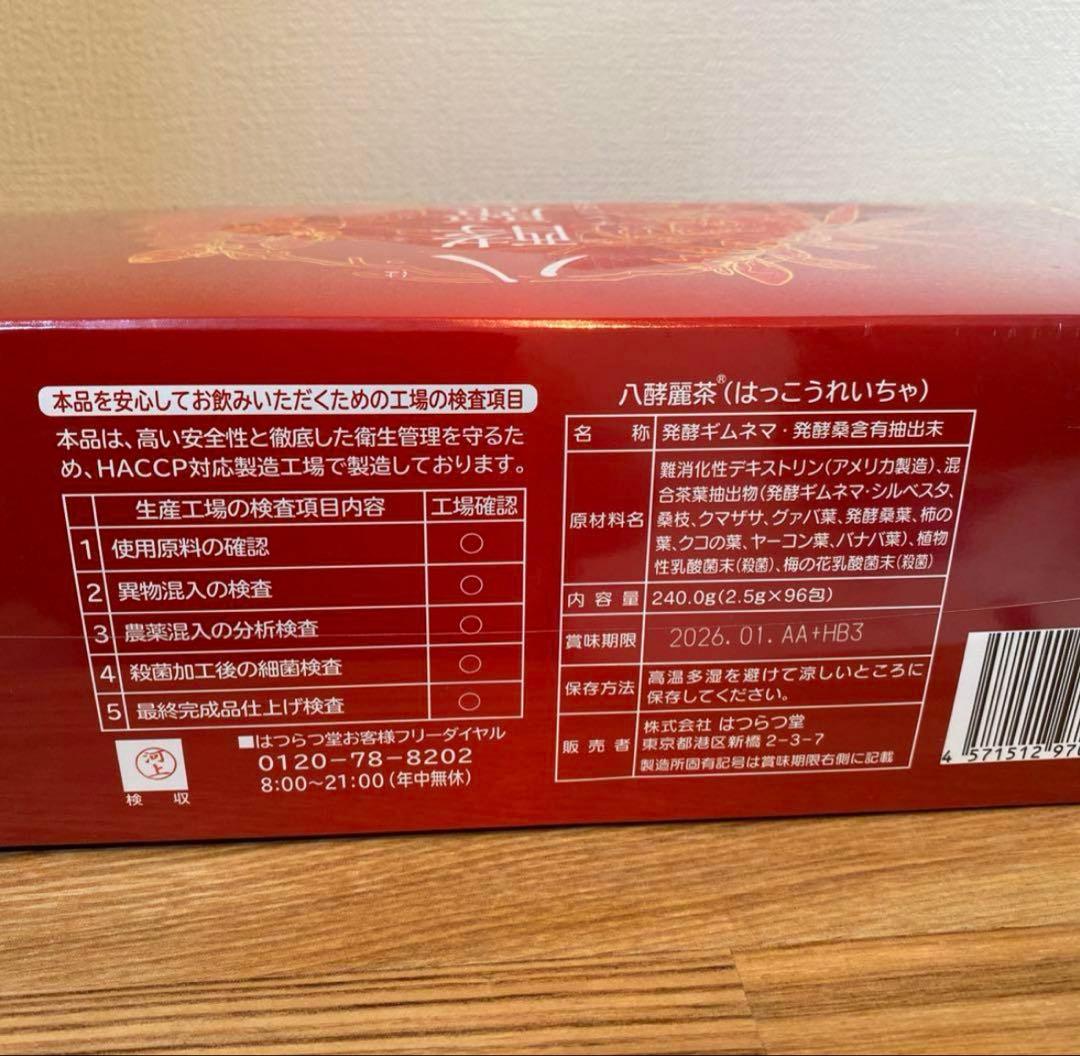 八酵麗茶
本品を安心してお飲みいただくための工場の検査項目
本品は、高い安全性と徹底した衛生管理を守るた
め、HACCP対応製造工場で製造しております。
生産工場の検査項目内容 工場確認
1 使用原料の確認 ○
2 異物混入の検査 ○
3 農薬混入の分析検査 ○
4 殺菌加工後の細菌検査 ○
5 最終完成品仕上げ検査 ○
河上
検 収
■はつらつ堂お客様フリーダイヤル
0120-78-8202
8:00〜21:00(年中無休)
八酵麗茶®(はっこうれいちゃ)
名 称 発酵ギムネマ・発酵桑含有抽出末
原材料名 難消化性デキストリン(アメリカ製造)、混
合茶葉抽出物(発酵ギムネマ・シルベスタ、
桑枝、クマザサ、グァバ葉、発酵桑葉、柿の
葉、クコの葉、ヤーコン葉、バナバ葉)、植物
性乳酸菌末(殺菌)、梅の花乳酸菌末(殺菌)
内容量 240.0g(2.5g×96包)
賞味期限 2026.01.AA+HB3
保存方法 高温多湿を避けて涼しいところに
保存してください。
販売者 株式会社 はつらつ堂
東京都港区新橋2-3-7
製造所固有記号は賞味期限右側に記載
4 571512 97